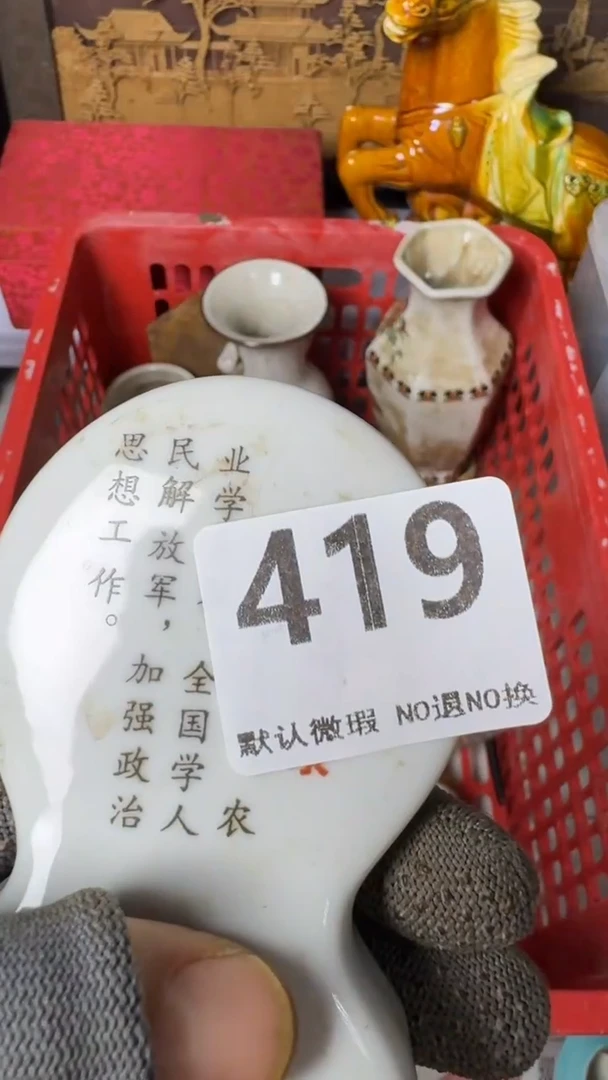 农
业学
全国学人
民解放军，加强政治
思想工作。
419
默认微瑕 NO退NO换